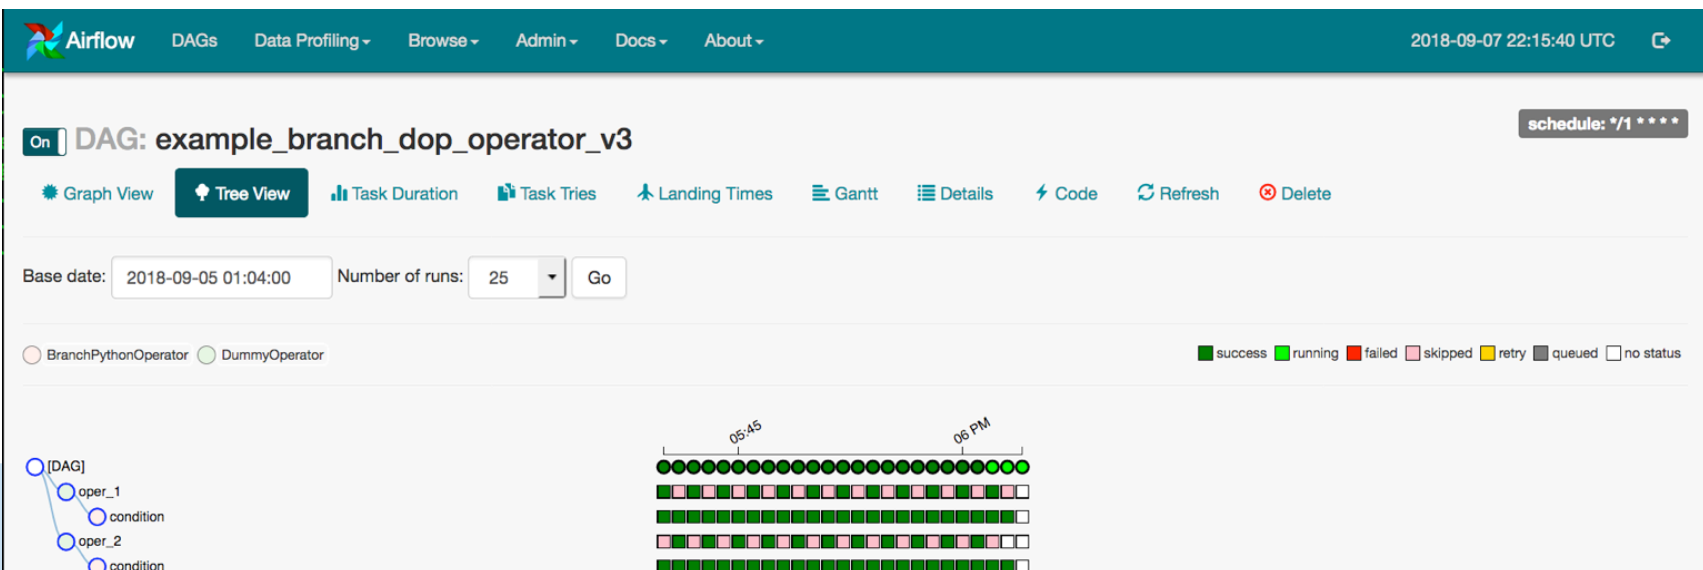 Airflow DAGs Data Profiling Browse Admin Docs About 2018-09-07 22:15:40 UTC
schedule: */1 * * * *
On DAG: example_branch_dop_operator_v3
Graph View Tree View Task Duration Task Tries Landing Times Gantt Details Code Refresh Delete
Base date: 2018-09-05 01:04:00 Number of runs: 25 Go
BranchPythonOperator DummyOperator success running failed skipped retry queued no status
05:45 06 PM
[DAG]
oper_1
condition
oper_2
condition